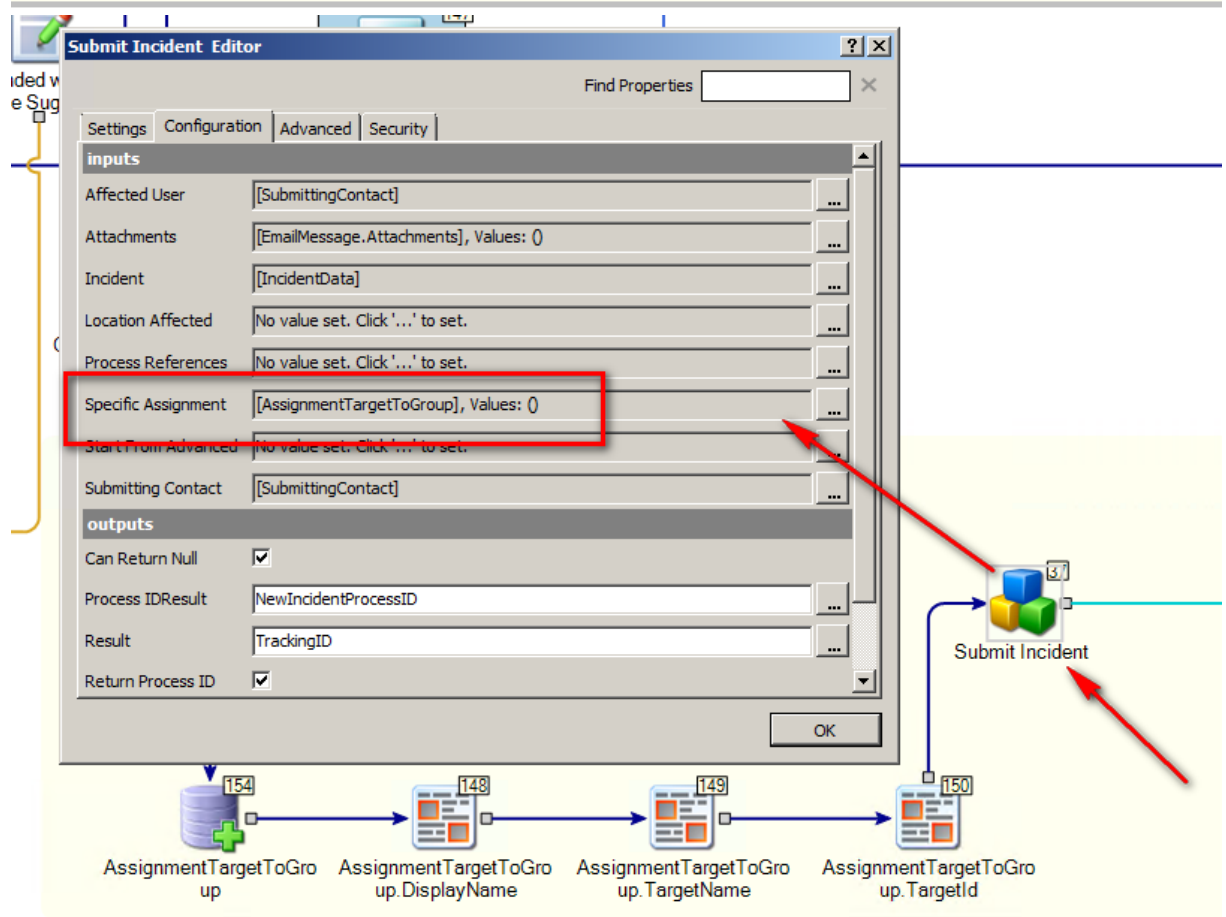 147
Submit Incident Editor
? X
Find Properties
e Sug
Settings Configuration Advanced Security
inputs
Affected User [SubmittingContact] ...
Attachments [EmailMessage.Attachments], Values: () ...
Incident [IncidentData] ...
Location Affected No value set. Click '...' to set. ...
Process References No value set. Click '...' to set. ...
Specific Assignment [AssignmentTargetToGroup], Values: () ...
Start From Advanced No value set. Click '...' to set. ...
Submitting Contact [SubmittingContact] ...
outputs
Can Return Null
Process IDResult NewIncidentProcessID ...
Result TrackingID ...
Return Process ID
OK
37
Submit Incident
154
148
149
150
AssignmentTargetToGro
up
AssignmentTargetToGro
up.DisplayName
AssignmentTargetToGro
up.TargetName
AssignmentTargetToGro
up.TargetId